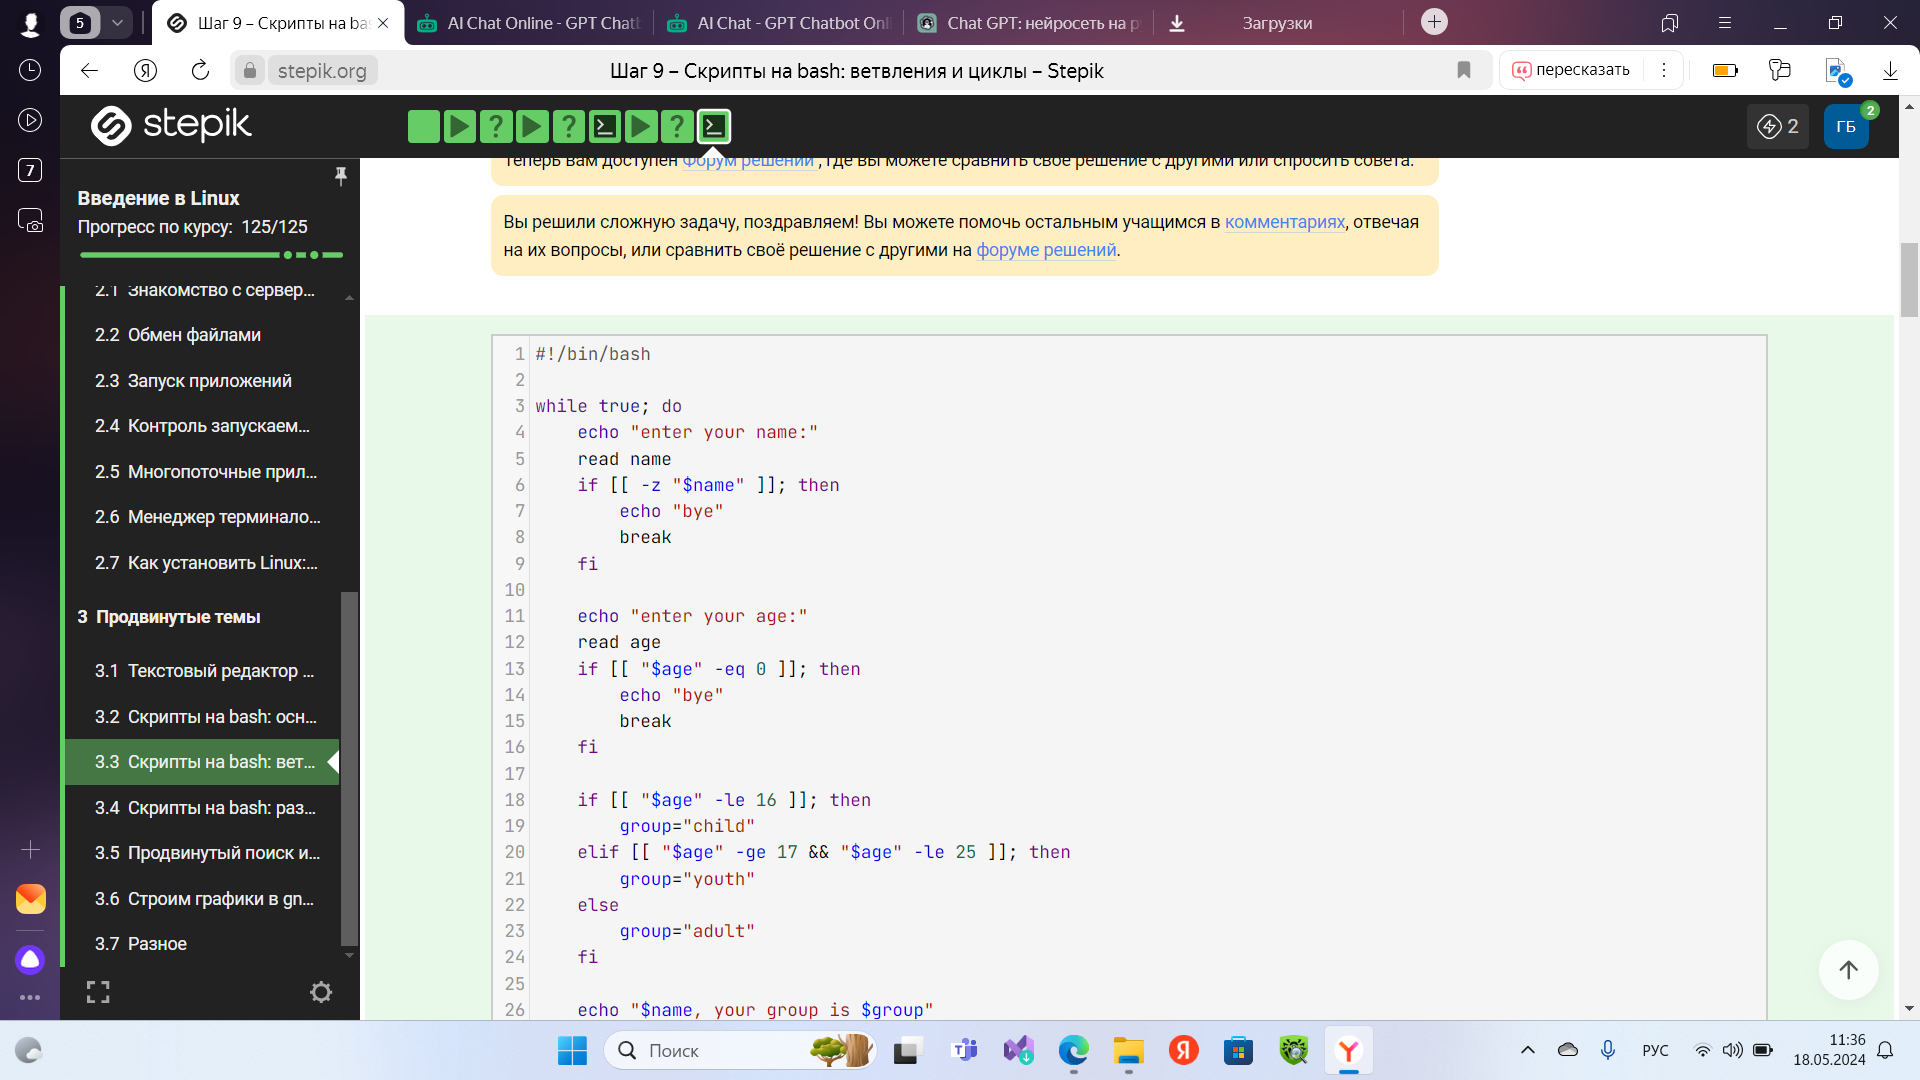 5
Шаг 9 – Скрипты на ba
AI Chat Online - GPT Chatb
AI Chat - GPT Chatbot Onli
Chat GPT: нейросеть на ру
Загрузки
stepik.org
Шаг 9 – Скрипты на bash: ветвления и циклы – Stepik
пересказать
7
stepik
2
ГБ
2
Введение в Linux
Прогресс по курсу: 125/125
2.1 Знакомство с сервер...
2.2 Обмен файлами
2.3 Запуск приложений
2.4 Контроль запускаем...
2.5 Многопоточные прил...
2.6 Менеджер терминало...
2.7 Как установить Linux:...
3 Продвинутые темы
3.1 Текстовый редактор ...
3.2 Скрипты на bash: осн...
3.3 Скрипты на bash: вет...
3.4 Скрипты на bash: раз...
3.5 Продвинутый поиск и...
3.6 Строим графики в gn...
3.7 Разное
Теперь вам доступен Форум решений, где вы можете сравнить своё решение с другими или спросить совета.
Вы решили сложную задачу, поздравляем! Вы можете помочь остальным учащимся в комментариях, отвечая
на их вопросы, или сравнить своё решение с другими на форуме решений.
1 #!/bin/bash
2
3 while true; do
4     echo "enter your name:"
5     read name
6     if [[ -z "$name" ]]; then
7         echo "bye"
8         break
9     fi
10
11     echo "enter your age:"
12     read age
13     if [[ "$age" -eq 0 ]]; then
14         echo "bye"
15         break
16     fi
17
18     if [[ "$age" -le 16 ]]; then
19         group="child"
20     elif [[ "$age" -ge 17 && "$age" -le 25 ]]; then
21         group="youth"
22     else
23         group="adult"
24     fi
25
26     echo "$name, your group is $group"
Поиск
РУС
11:36
18.05.2024